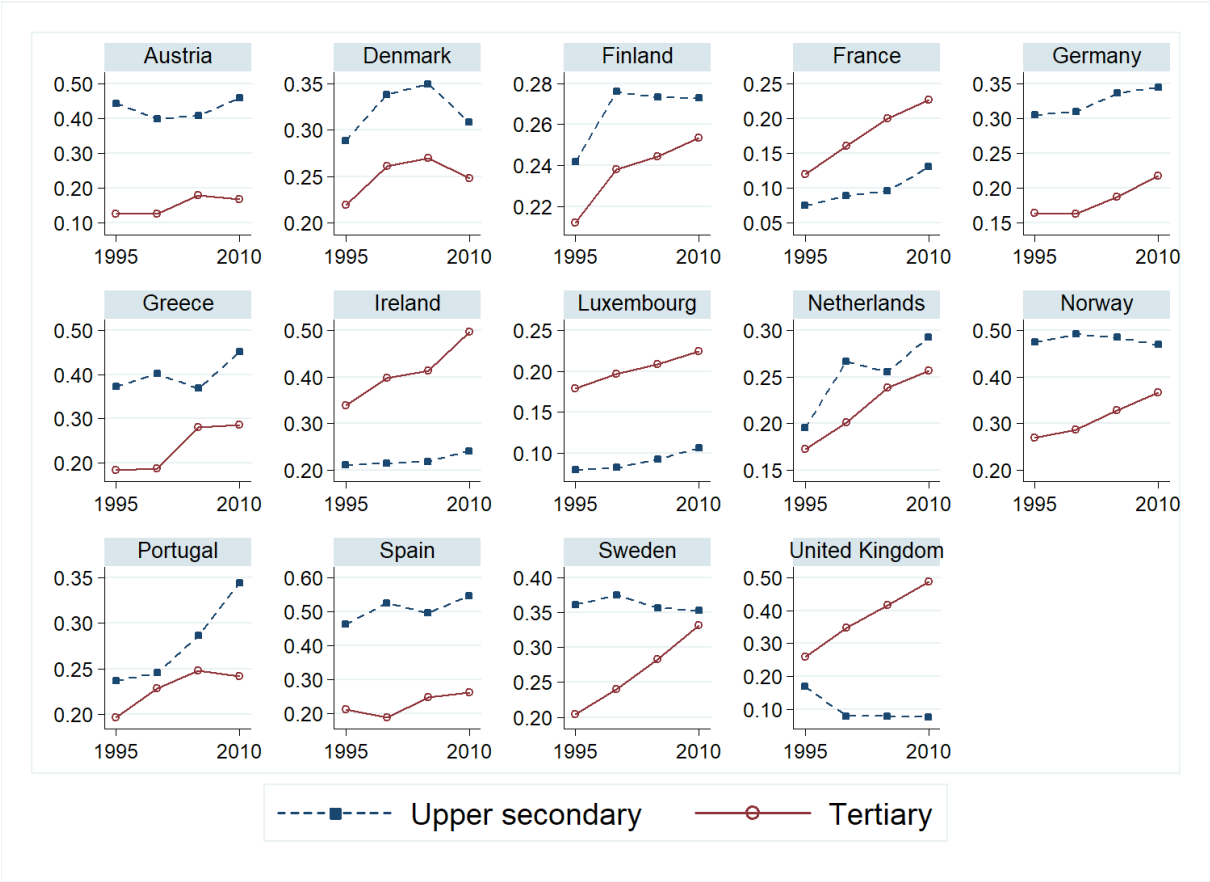 Austria Denmark Finland France Germany
0.50 0.35 0.28 0.25 0.35
0.40 0.30 0.26 0.20 0.30
0.30 0.25 0.24 0.15 0.20
0.20 0.20 0.22 0.10 0.15
0.10 0.05
1995 2010 1995 2010 1995 2010 1995 2010 1995 2010
Greece Ireland Luxembourg Netherlands Norway
0.50 0.50 0.25 0.30 0.50
0.40 0.40 0.20 0.25 0.40
0.30 0.30 0.15 0.20 0.30
0.20 0.20 0.10 0.15 0.20
1995 2010 1995 2010 1995 2010 1995 2010 1995 2010
Portugal Spain Sweden United Kingdom
0.35 0.60 0.40 0.50
0.30 0.50 0.35 0.40
0.25 0.30 0.30 0.30
0.20 0.20 0.25 0.20
0.20 0.10
1995 2010 1995 2010 1995 2010 1995 2010
Upper secondary Tertiary